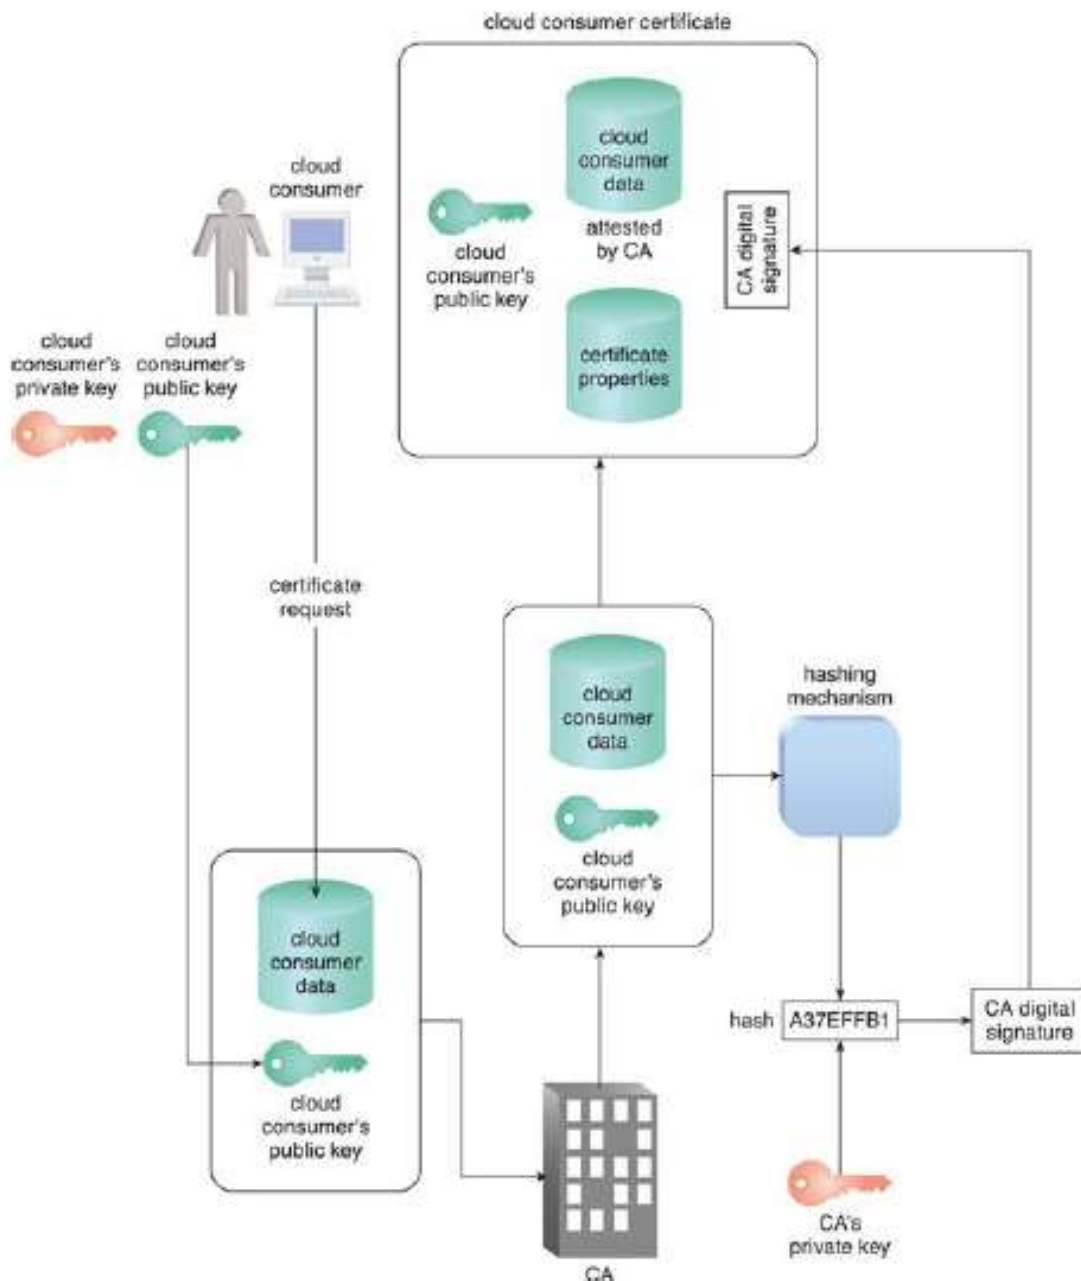 cloud consumer certificate
cloud
consumer
data
attested
by CA
cloud
consumer's
public key
certificate
properties
CA digital
signature
cloud
consumer
cloud
consumer's
private key
cloud
consumer's
public key
certificate
request
cloud
consumer
data
cloud
consumer's
public key
hashing
mechanism
cloud
consumer
data
cloud
consumer's
public key
hash
A37EFFB1
CA digital
signature
CA
CA's
private key